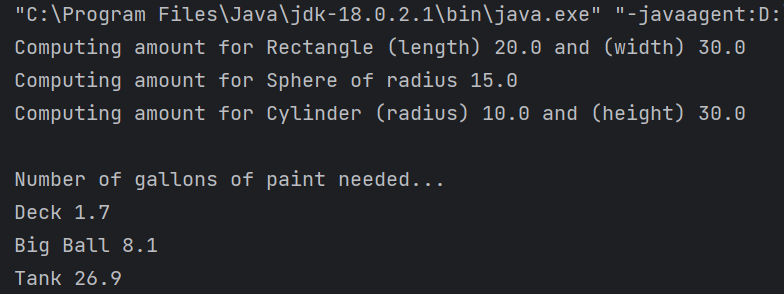 "C:\Program Files\Java\jdk-18.0.2.1\bin\java.exe" "-javaagent:D:
Computing amount for Rectangle (length) 20.0 and (width) 30.0
Computing amount for Sphere of radius 15.0
Computing amount for Cylinder (radius) 10.0 and (height) 30.0
Number of gallons of paint needed...
Deck 1.7
Big Ball 8.1
Tank 26.9